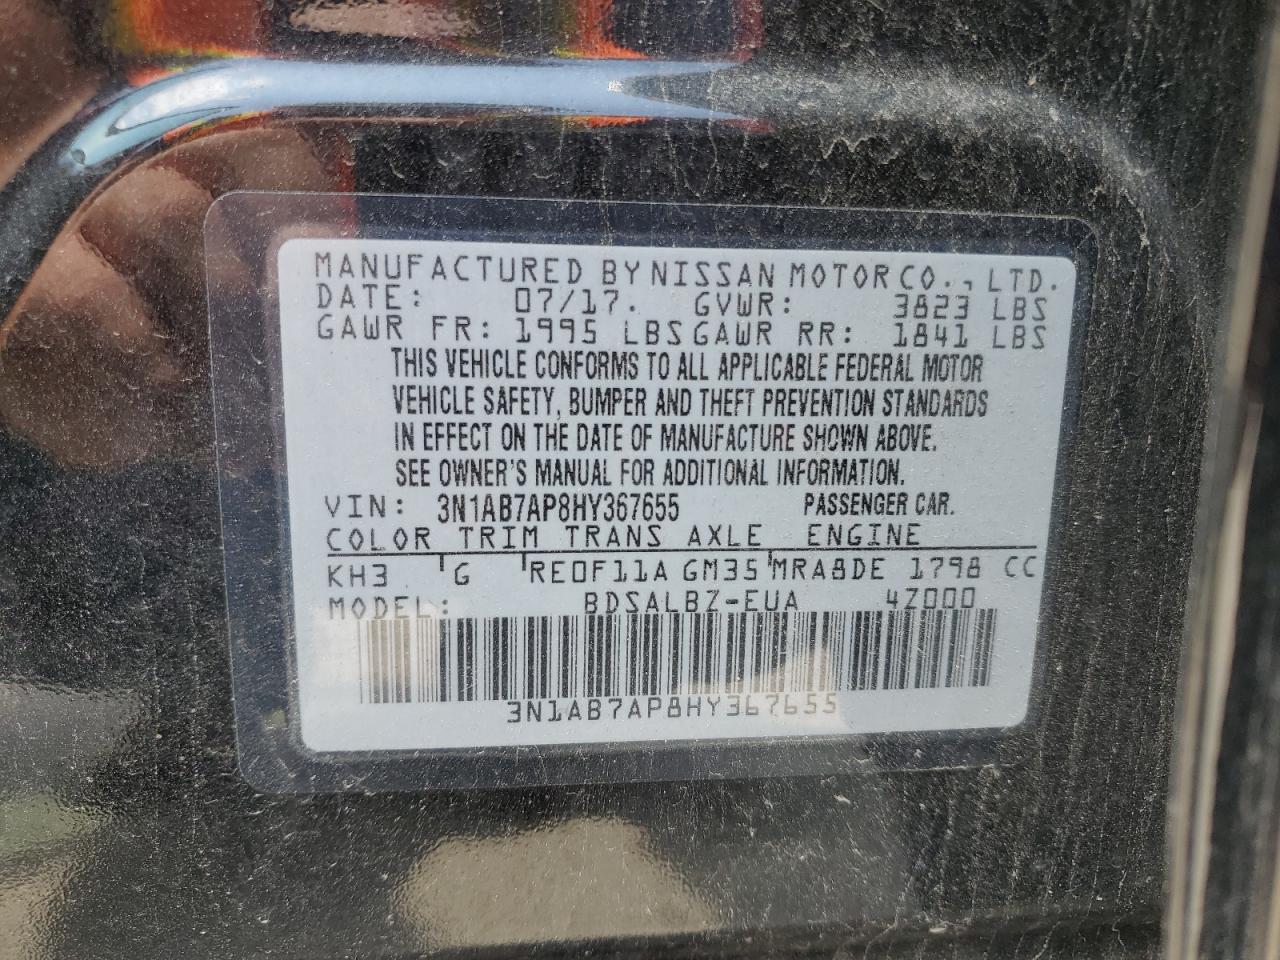 MANUFACTURED BY NISSAN MOTOR CO., LTD.
DATE: 07/17. GVWR: 3823 LBS
GAWR FR: 1995 LBS GAWR RR: 1841 LBS
THIS VEHICLE CONFORMS TO ALL APPLICABLE FEDERAL MOTOR
VEHICLE SAFETY, BUMPER AND THEFT PREVENTION STANDARDS
IN EFFECT ON THE DATE OF MANUFACTURE SHOWN ABOVE.
SEE OWNER'S MANUAL FOR ADDITIONAL INFORMATION.
VIN: 3N1AB7AP8HY367655 PASSENGER CAR.
COLOR TRIM TRANS AXLE ENGINE
KH3 G RE0F11A GM35 MRA8DE 1798 CC
MODEL: BDSALBZ-EUA 4Z000
3N1AB7AP8HY367655